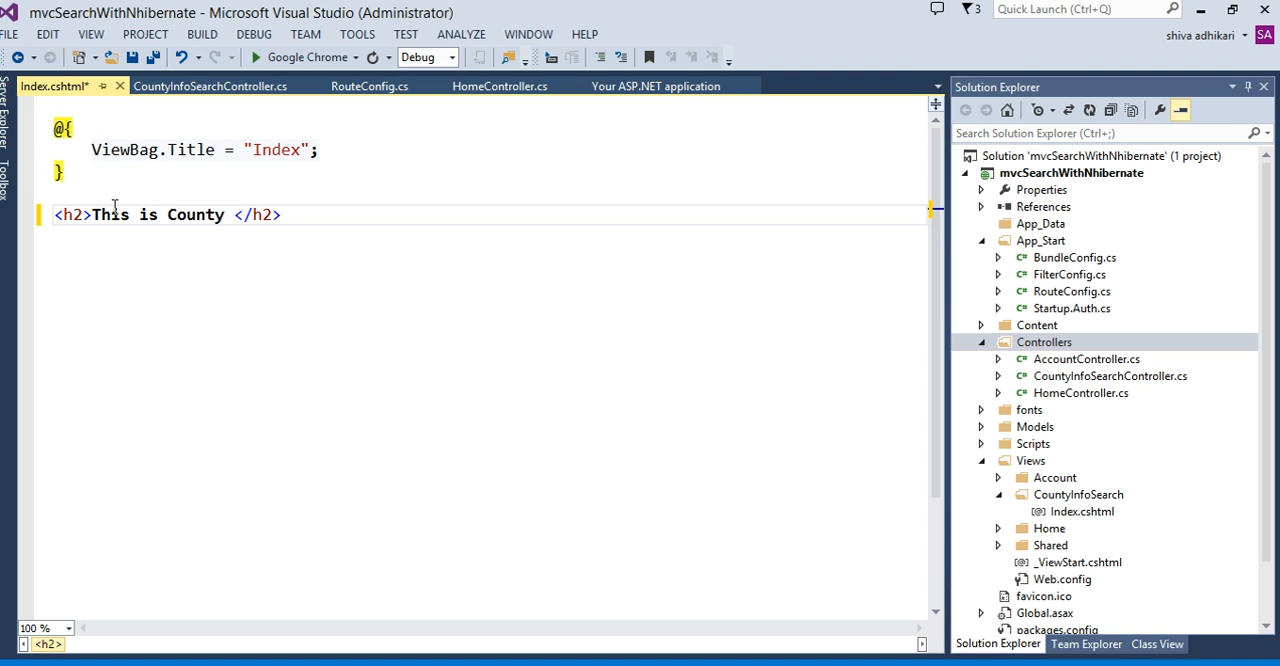 mvcSearchWithNhibernate - Microsoft Visual Studio (Administrator)
3
Quick Launch (Ctrl+Q)
FILE EDIT VIEW PROJECT BUILD DEBUG TEAM TOOLS TEST ANALYZE WINDOW HELP
shiva adhikari
SA
Google Chrome
Debug
Server Explorer
Toolbox
Index.cshtml*
CountyInfoSearchController.cs
RouteConfig.cs
HomeController.cs
Your ASP.NET application
@{
ViewBag.Title = "Index";
}
<h2>This is County </h2>
100 %
<h2>
Solution Explorer
Search Solution Explorer (Ctrl+;)
Solution 'mvcSearchWithNhibernate' (1 project)
mvcSearchWithNhibernate
Properties
References
App_Data
App_Start
C# BundleConfig.cs
C# FilterConfig.cs
C# RouteConfig.cs
C# Startup.Auth.cs
Content
Controllers
C# AccountController.cs
C# CountyInfoSearchController.cs
C# HomeController.cs
fonts
Models
Scripts
Views
Account
CountyInfoSearch
[@] Index.cshtml
Home
Shared
[@] _ViewStart.cshtml
Web.config
favicon.ico
Global.asax
packages.config
Solution Explorer
Team Explorer
Class View